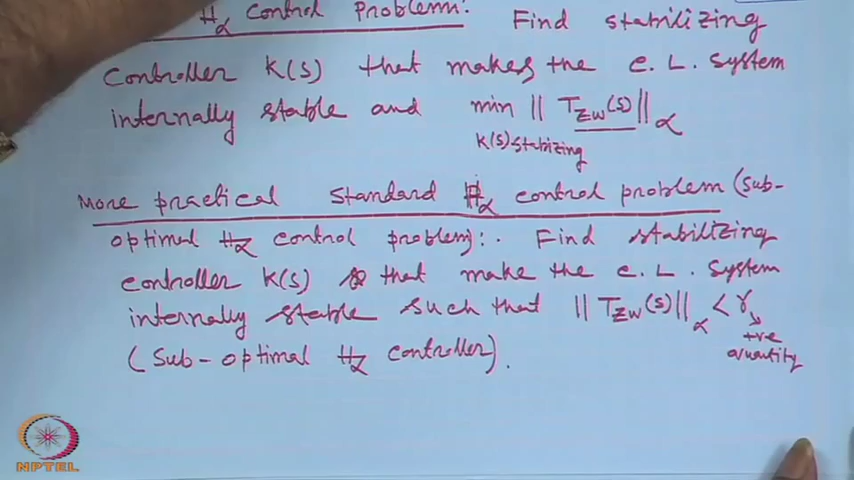 H∝ control problem: Find stabilizing
controller K(s) that makes the c.L. system
internally stable and min || Tzw(s)||∝
K(s) stabilizing
More practical standard H∝ control problem (Sub-
optimal H∝ control problem):. Find stabilizing
controller K(s) that make the c.L. system
internally stable such that || Tzw(s)||∝ < γ
+ve
quantity
(Sub-optimal H∝ controller).
NPTEL